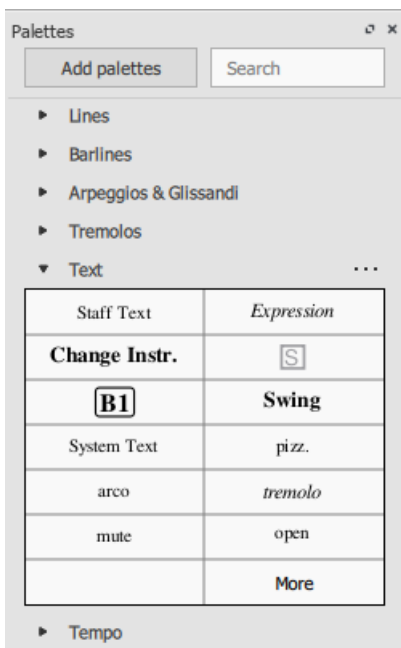 Palettes
Add palettes Search
Lines
Barlines
Arpeggios & Glissandi
Tremolos
Text ...
Staff Text Expression
Change Instr. S
B1 Swing
System Text pizz.
arco tremolo
mute open
More
Tempo